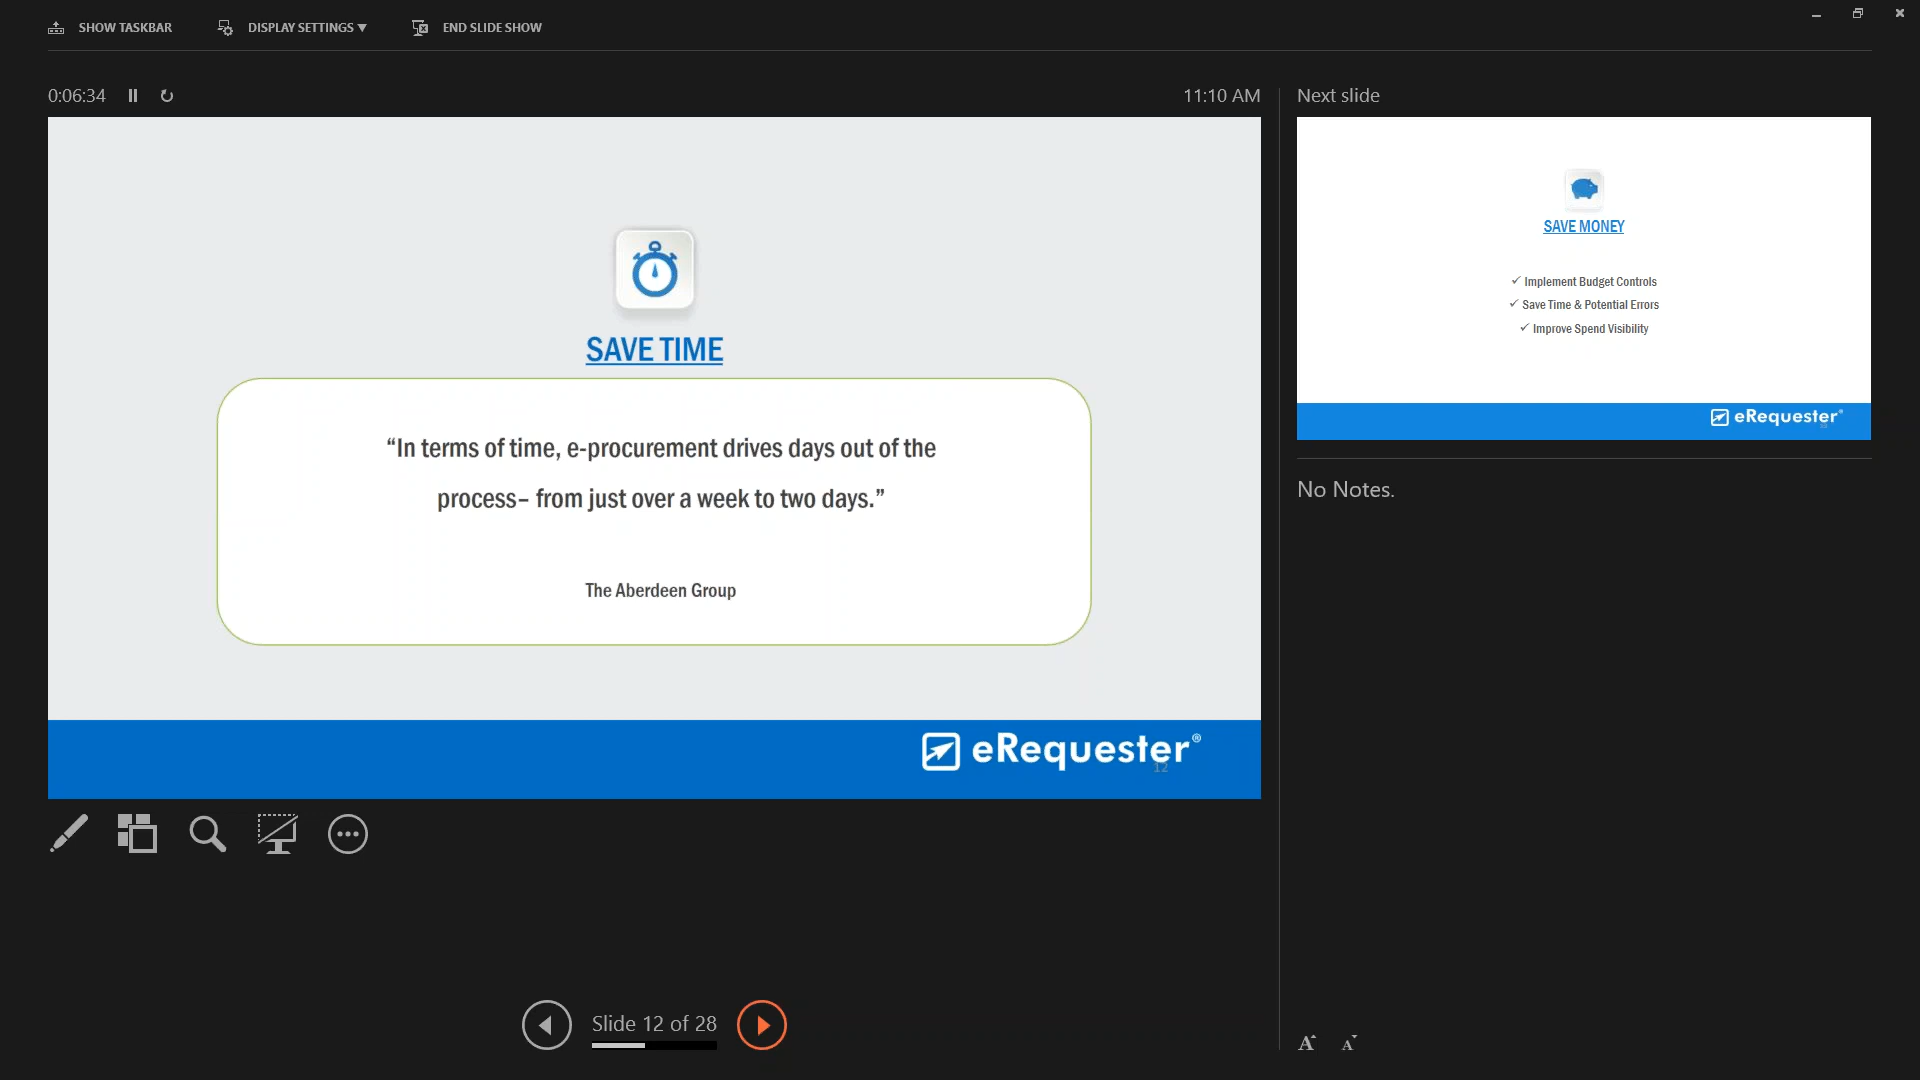 SHOW TASKBAR
DISPLAY SETTINGS ▼
END SLIDE SHOW
0:06:34
11:10 AM
SAVE TIME
“In terms of time, e-procurement drives days out of the
process– from just over a week to two days.”
The Aberdeen Group
eRequester®
12
Slide 12 of 28
Next slide
SAVE MONEY
✓ Implement Budget Controls
✓ Save Time & Potential Errors
✓ Improve Spend Visibility
eRequester®
No Notes.
A
A